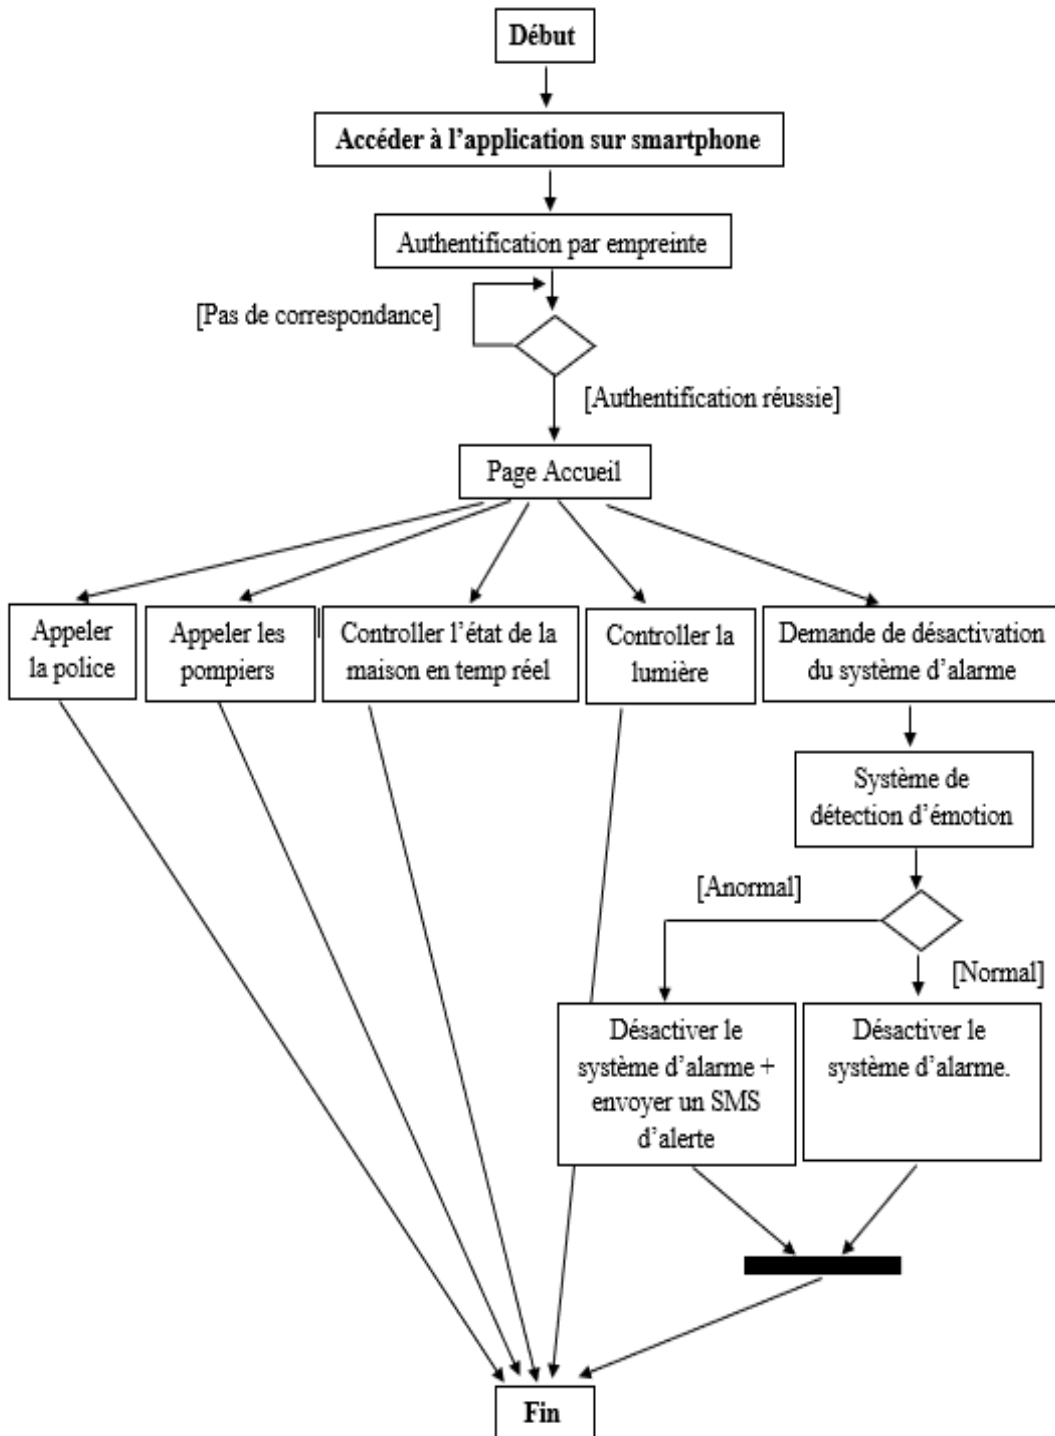 Début
Accéder à l'application sur smartphone
Authentification par empreinte
[Pas de correspondance]
[Authentification réussie]
Page Accueil
Appeler
la police
Appeler les
pompiers
Controller l'état de la
maison en temp réel
Controller la
lumière
Demande de désactivation
du système d'alarme
Système de
détection d'émotion
[Anormal]
[Normal]
Désactiver le
système d'alarme +
envoyer un SMS
d'alerte
Désactiver le
système d'alarme.
Fin